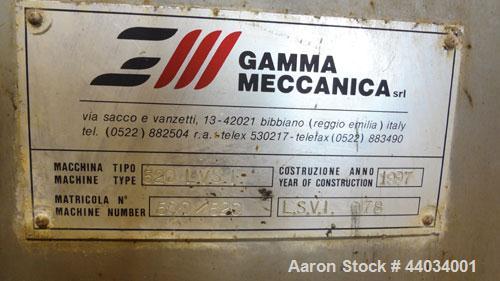 GAMMA
MECCANICA srl
via sacco e vanzetti, 13-42021 bibbiano (reggio emilia) italy
tel. (0522) 882504 r.a.-telex 530217-telefax (0522) 883490
MACCHINA TIPO
MACHINE TYPE
COSTRUZIONE ANNO
YEAR OF CONSTRUCTION
1997
MATRICOLA N°
MACHINE NUMBER
L.S.V.I. 078
Aaron Stock # 44034001